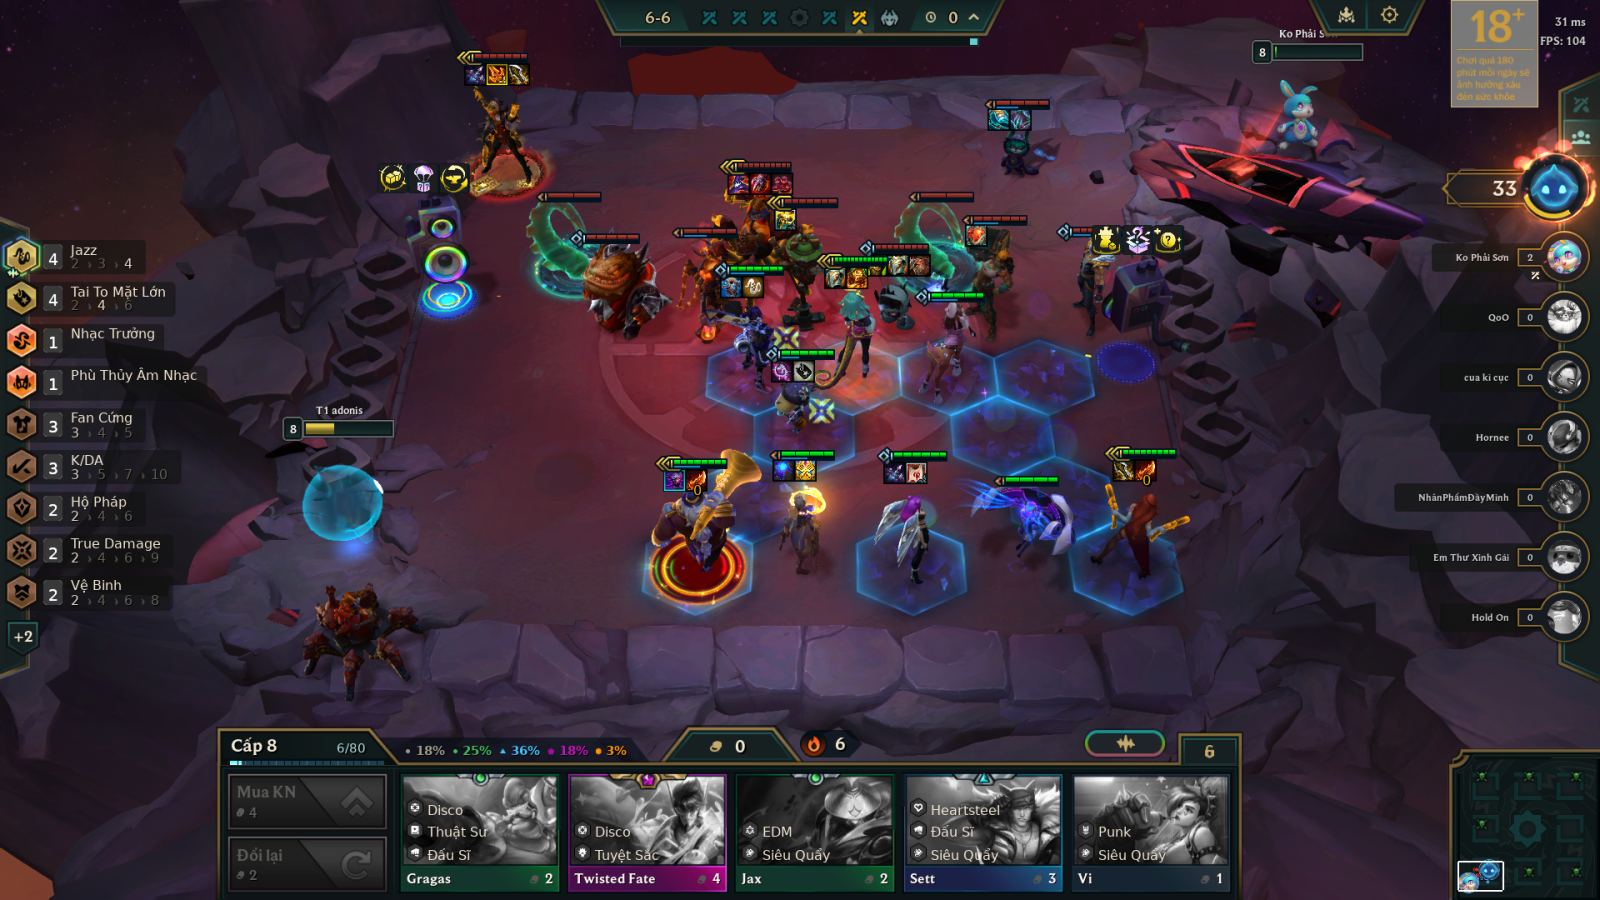 6-6
0
Ko Phải Sơn
8
18+
Chơi quá 180
phút mỗi ngày sẽ
ảnh hưởng xấu
đến sức khỏe
31 ms
FPS: 104
33
Ko Phải Sơn 2
QoO 0
cua kì cục 0
Hornee 0
NhânPhẩmĐầyMình 0
Em Thư Xinh Gái 0
Hold On 0
4 Jazz
2 › 3 › 4
4 Tai To Mặt Lớn
2 › 4 › 6
1 Nhạc Trưởng
1 Phù Thủy Âm Nhạc
3 Fan Cứng
3 › 4 › 5
3 K/DA
3 › 5 › 7 › 10
2 Hộ Pháp
2 › 4 › 6
2 True Damage
2 › 4 › 6 › 9
2 Vệ Binh
2 › 4 › 6 › 8
+2
T1 adonis
8
0
0
Cấp 8 6/80
18% 25% 36% 18% 3%
0
6
6
Mua KN
4
Đổi lại
2
Disco
Thuật Sư
Đấu Sĩ
Gragas 2
Disco
Tuyệt Sắc
Twisted Fate 4
EDM
Siêu Quẩy
Jax 2
Heartsteel
Đấu Sĩ
Siêu Quẩy
Sett 3
Punk
Siêu Quẩy
Vi 1